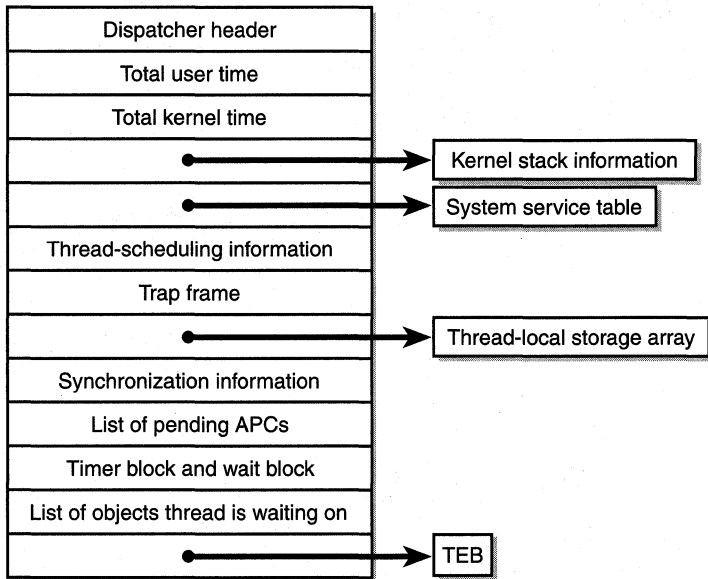 Dispatcher header
Total user time
Total kernel time
Kernel stack information
System service table
Thread-scheduling information
Trap frame
Thread-local storage array
Synchronization information
List of pending APCs
Timer block and wait block
List of objects thread is waiting on
TEB